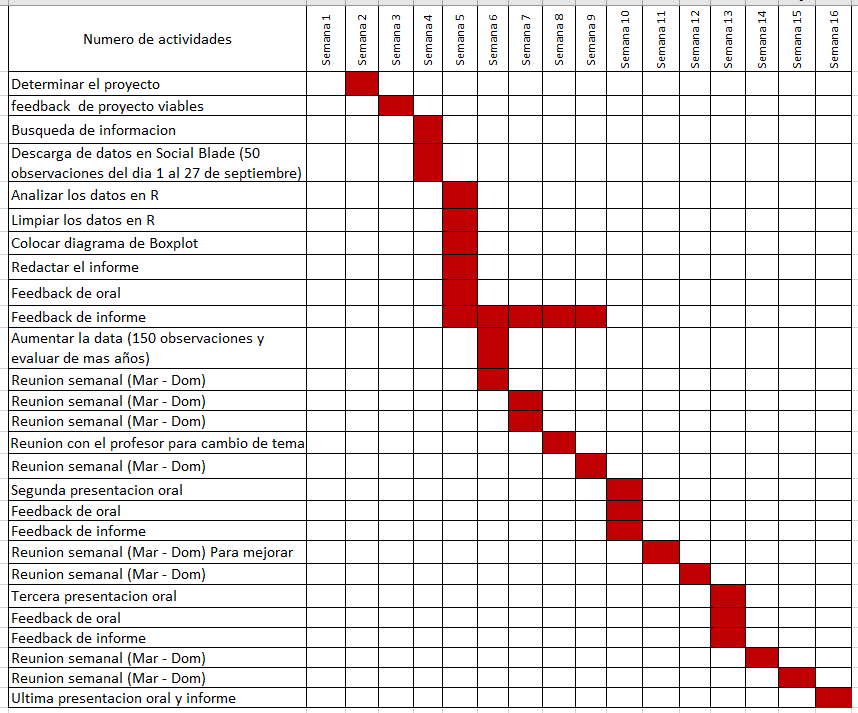 Numero de actividades
Semana 1
Semana 2
Semana 3
Semana 4
Semana 5
Semana 6
Semana 7
Semana 8
Semana 9
Semana 10
Semana 11
Semana 12
Semana 13
Semana 14
Semana 15
Semana 16
Determinar el proyecto
feedback de proyecto viables
Busqueda de informacion
Descarga de datos en Social Blade (50
observaciones del dia 1 al 27 de septiembre)
Analizar los datos en R
Limpiar los datos en R
Colocar diagrama de Boxplot
Redactar el informe
Feedback de oral
Feedback de informe
Aumentar la data (150 observaciones y
evaluar de mas años)
Reunion semanal (Mar - Dom)
Reunion semanal (Mar - Dom)
Reunion semanal (Mar - Dom)
Reunion con el profesor para cambio de tema
Reunion semanal (Mar - Dom)
Segunda presentacion oral
Feedback de oral
Feedback de informe
Reunion semanal (Mar - Dom) Para mejorar
Reunion semanal (Mar - Dom)
Tercera presentacion oral
Feedback de oral
Feedback de informe
Reunion semanal (Mar - Dom)
Reunion semanal (Mar - Dom)
Ultima presentacion oral y informe